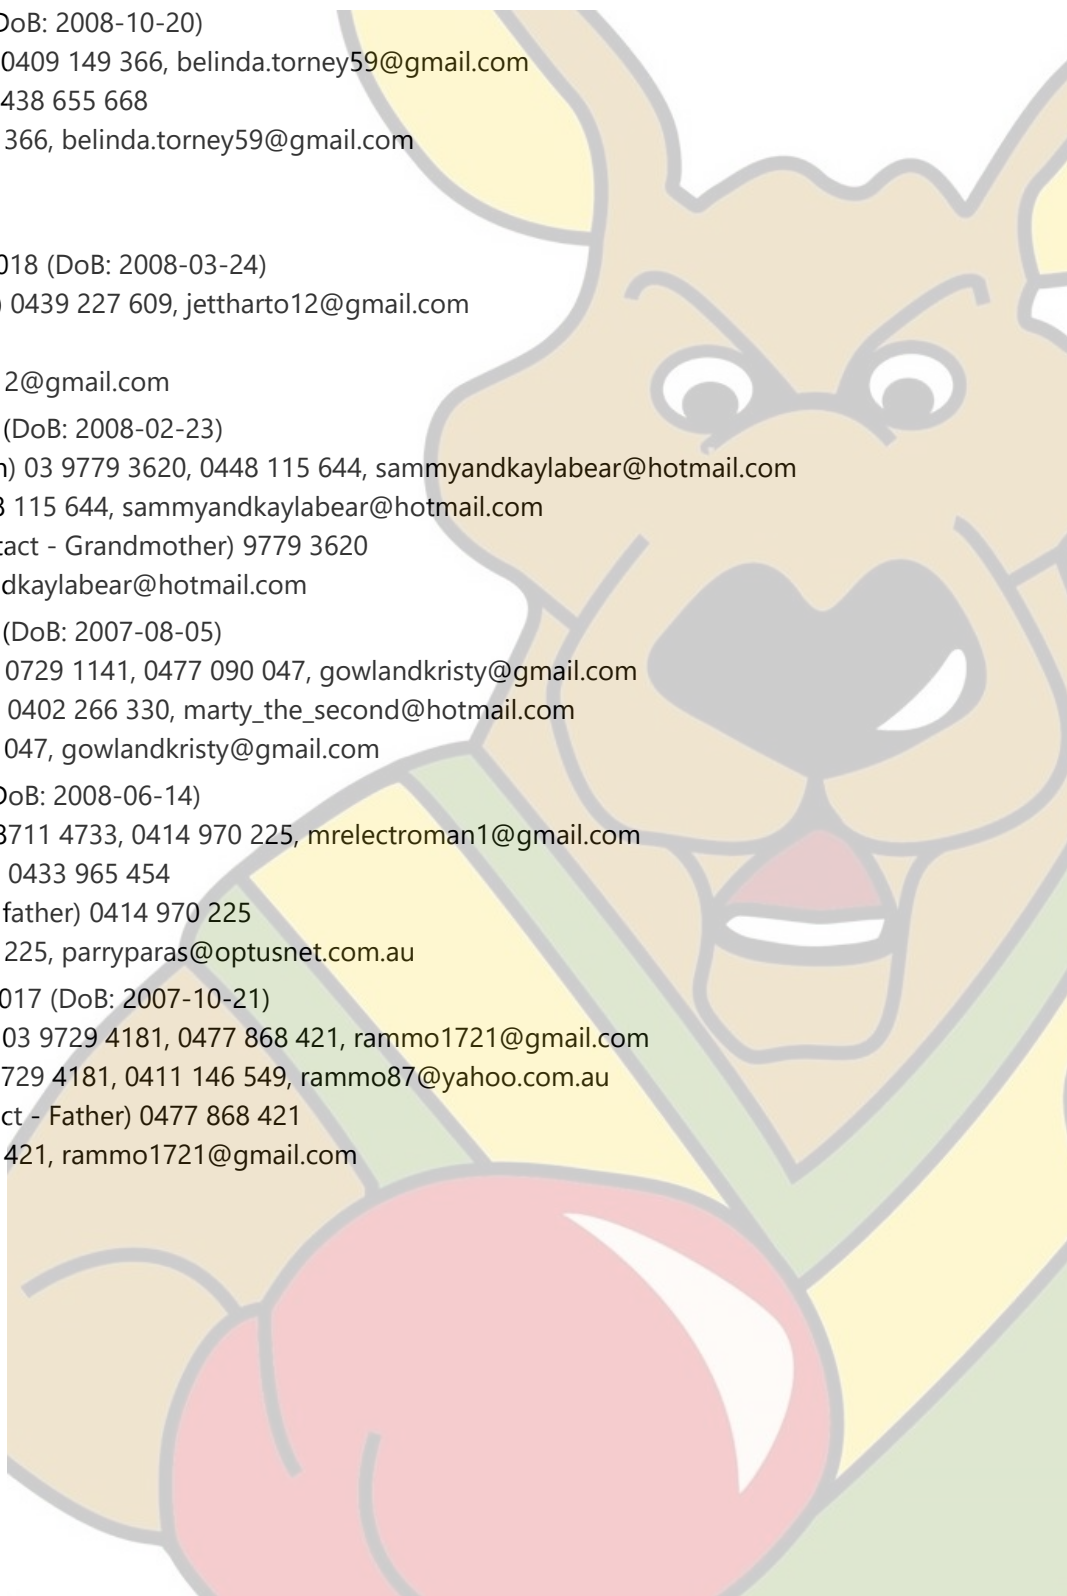 DoB: 2008-10-20)
0409 149 366, belinda.torney59@gmail.com
438 655 668
366, belinda.torney59@gmail.com
018 (DoB: 2008-03-24)
) 0439 227 609, jettharto12@gmail.com
2@gmail.com
(DoB: 2008-02-23)
) 03 9779 3620, 0448 115 644, sammyandkaylabear@hotmail.com
115 644, sammyandkaylabear@hotmail.com
tact - Grandmother) 9779 3620
dkaylabear@hotmail.com
(DoB: 2007-08-05)
0729 1141, 0477 090 047, gowlandkristy@gmail.com
0402 266 330, marty_the_second@hotmail.com
047, gowlandkristy@gmail.com
DoB: 2008-06-14)
8711 4733, 0414 970 225, mrelectroman1@gmail.com
0433 965 454
father) 0414 970 225
225, parryparas@optusnet.com.au
017 (DoB: 2007-10-21)
03 9729 4181, 0477 868 421, rammo1721@gmail.com
729 4181, 0411 146 549, rammo87@yahoo.com.au
ct - Father) 0477 868 421
421, rammo1721@gmail.com